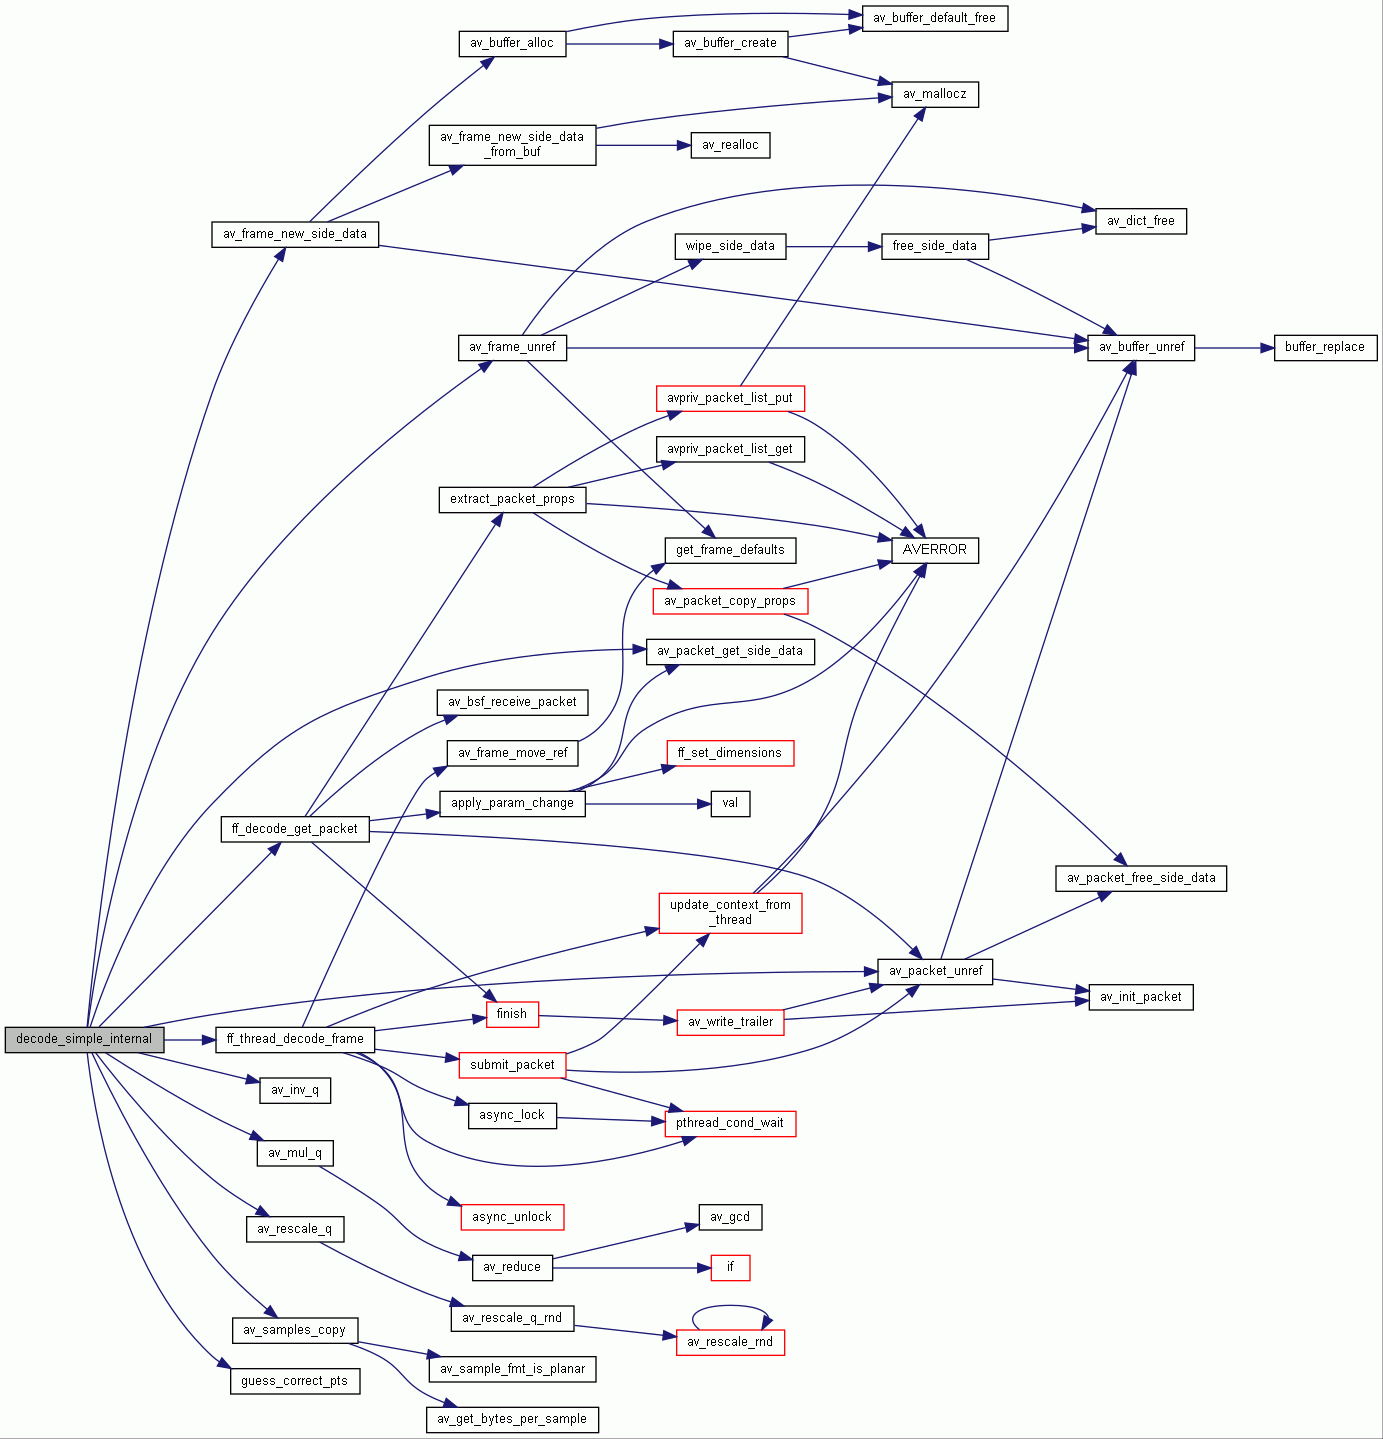 av_buffer_default_free
av_buffer_alloc
av_buffer_create
av_mallocz
av_frame_new_side_data
_from_buf
av_realloc
av_dict_free
av_frame_new_side_data
wipe_side_data
free_side_data
av_frame_unref
av_buffer_unref
buffer_replace
avpriv_packet_list_put
avpriv_packet_list_get
extract_packet_props
get_frame_defaults
AVERROR
av_packet_copy_props
av_packet_get_side_data
av_bsf_receive_packet
av_frame_move_ref
ff_set_dimensions
apply_param_change
val
ff_decode_get_packet
av_packet_free_side_data
update_context_from
_thread
av_packet_unref
av_init_packet
finish
av_write_trailer
decode_simple_internal
ff_thread_decode_frame
submit_packet
av_inv_q
async_lock
pthread_cond_wait
av_mul_q
async_unlock
av_gcd
av_rescale_q
av_reduce
if
av_rescale_q_rnd
av_samples_copy
av_rescale_rnd
av_sample_fmt_is_planar
guess_correct_pts
av_get_bytes_per_sample